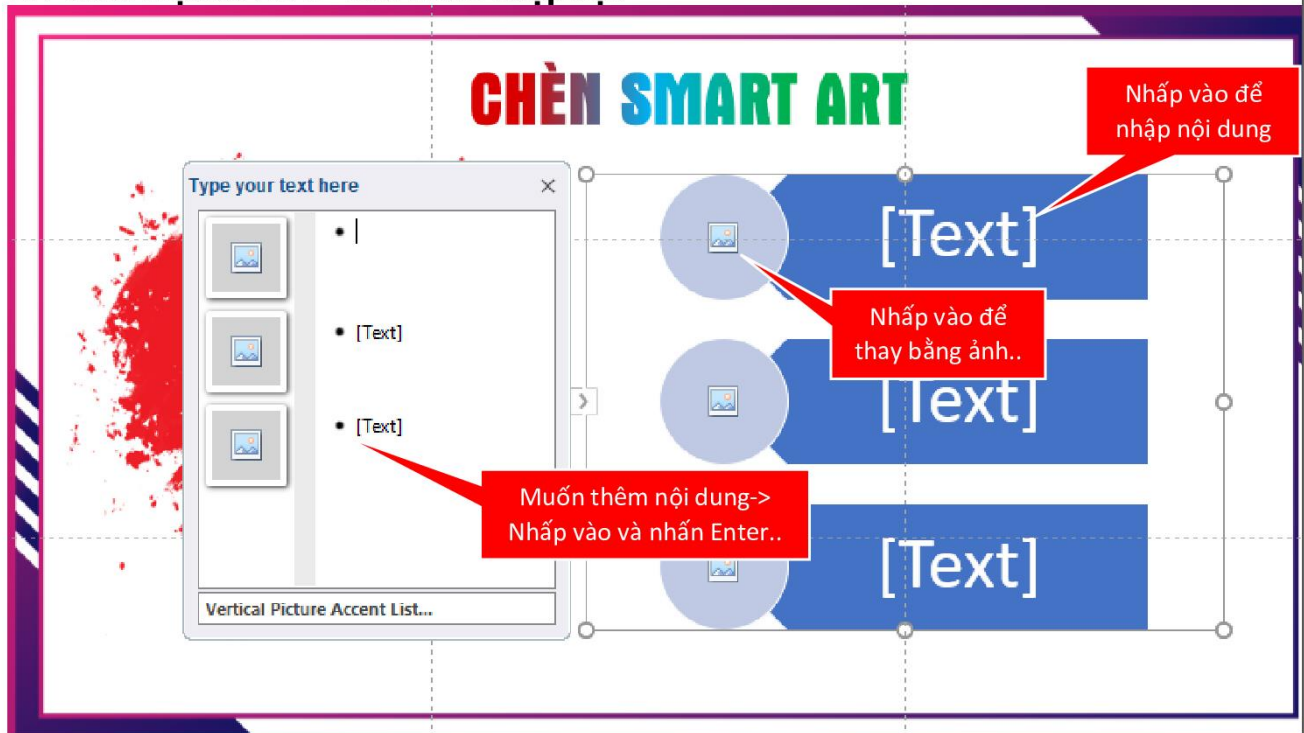 CHÈN SMART ART
Nhấp vào để
nhập nội dung
Type your text here
[Text]
[Text]
Vertical Picture Accent List...
[Text]
Nhấp vào để
thay bằng ảnh..
[Text]
Muốn thêm nội dung->
Nhấp vào và nhấn Enter..
[Text]